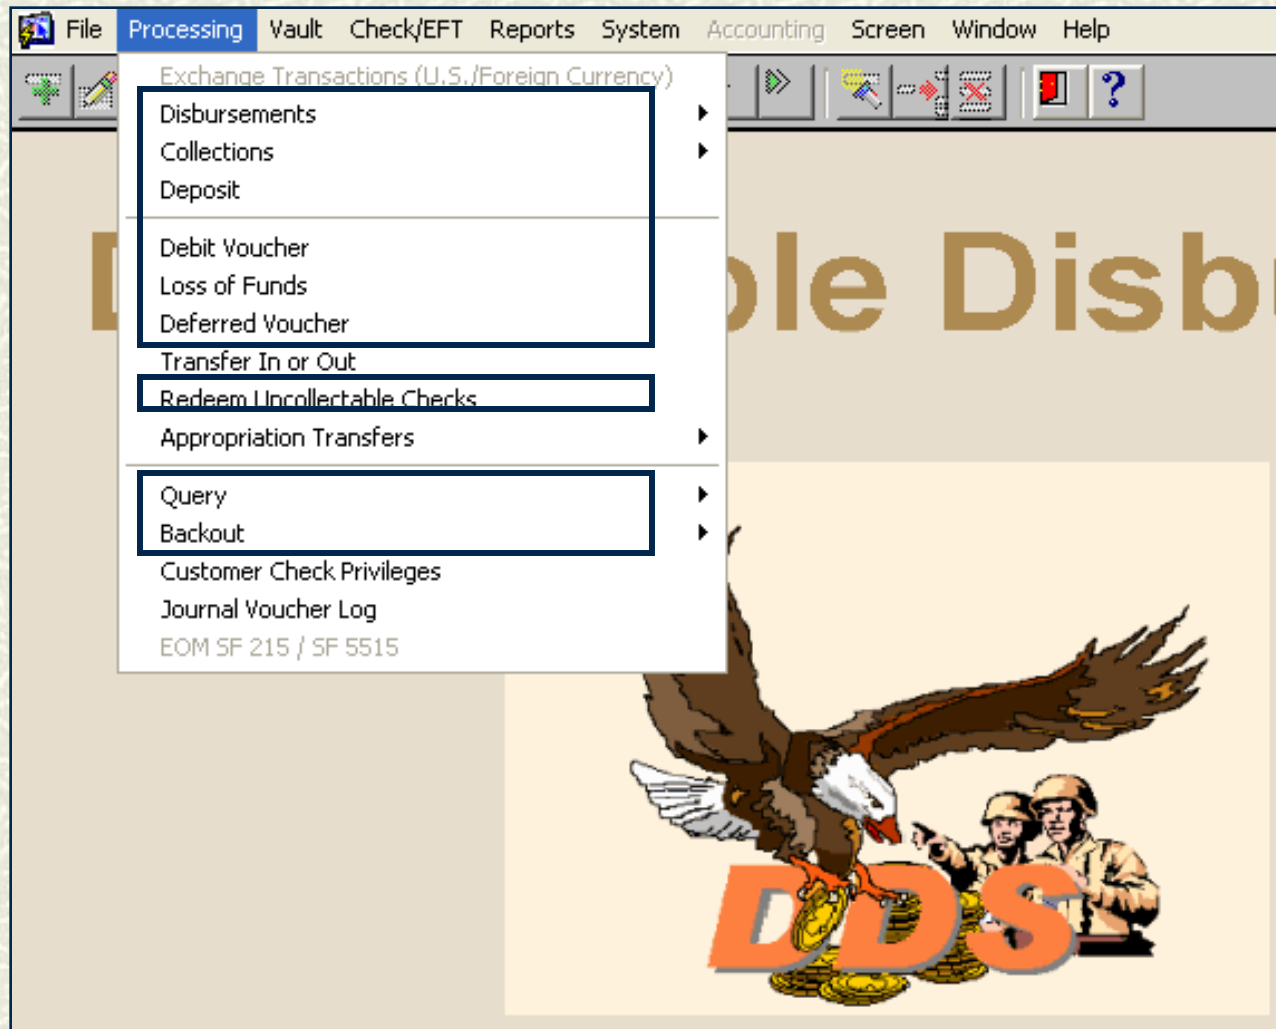 File Processing Vault Check/EFT Reports System Accounting Screen Window Help
Exchange Transactions (U.S./Foreign Currency)
Disbursements
Collections
Deposit
Debit Voucher
Loss of Funds
Deferred Voucher
Transfer In or Out
Redeem Uncollectable Checks
Appropriation Transfers
Query
Backout
Customer Check Privileges
Journal Voucher Log
EOM SF 215 / SF 5515
DDS